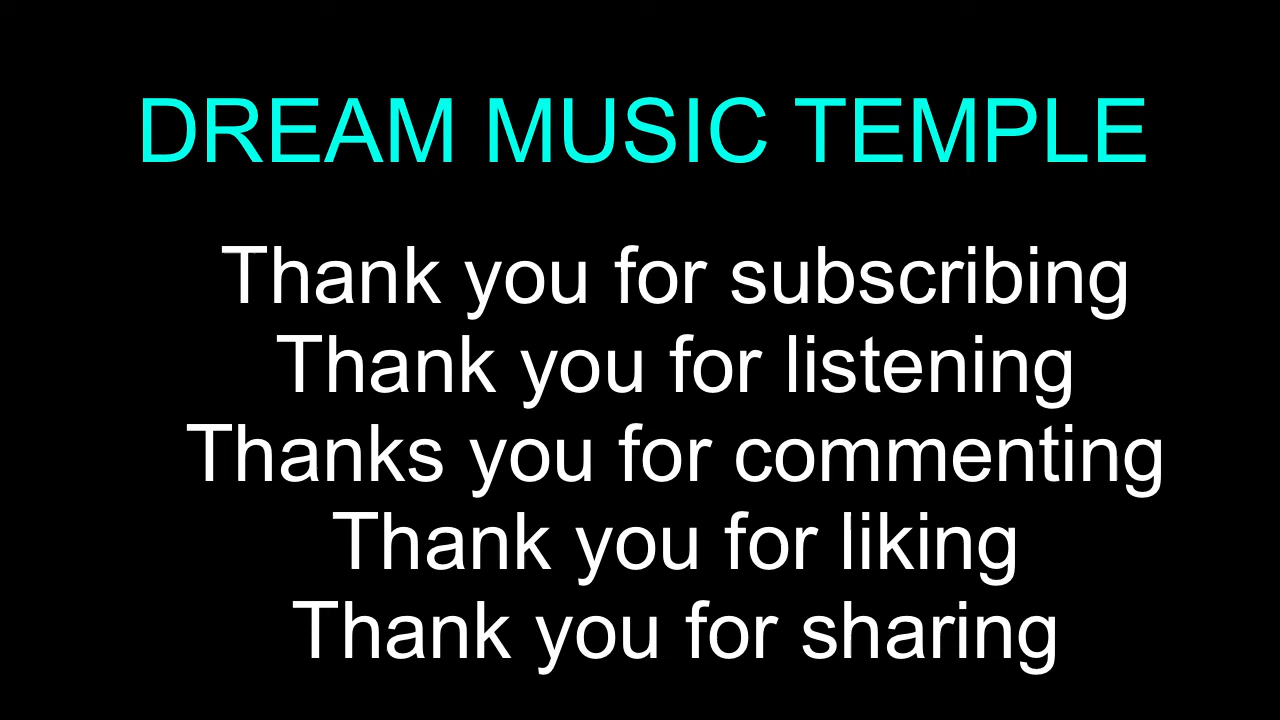 DREAM MUSIC TEMPLE
Thank you for subscribing
Thank you for listening
Thanks you for commenting
Thank you for liking
Thank you for sharing